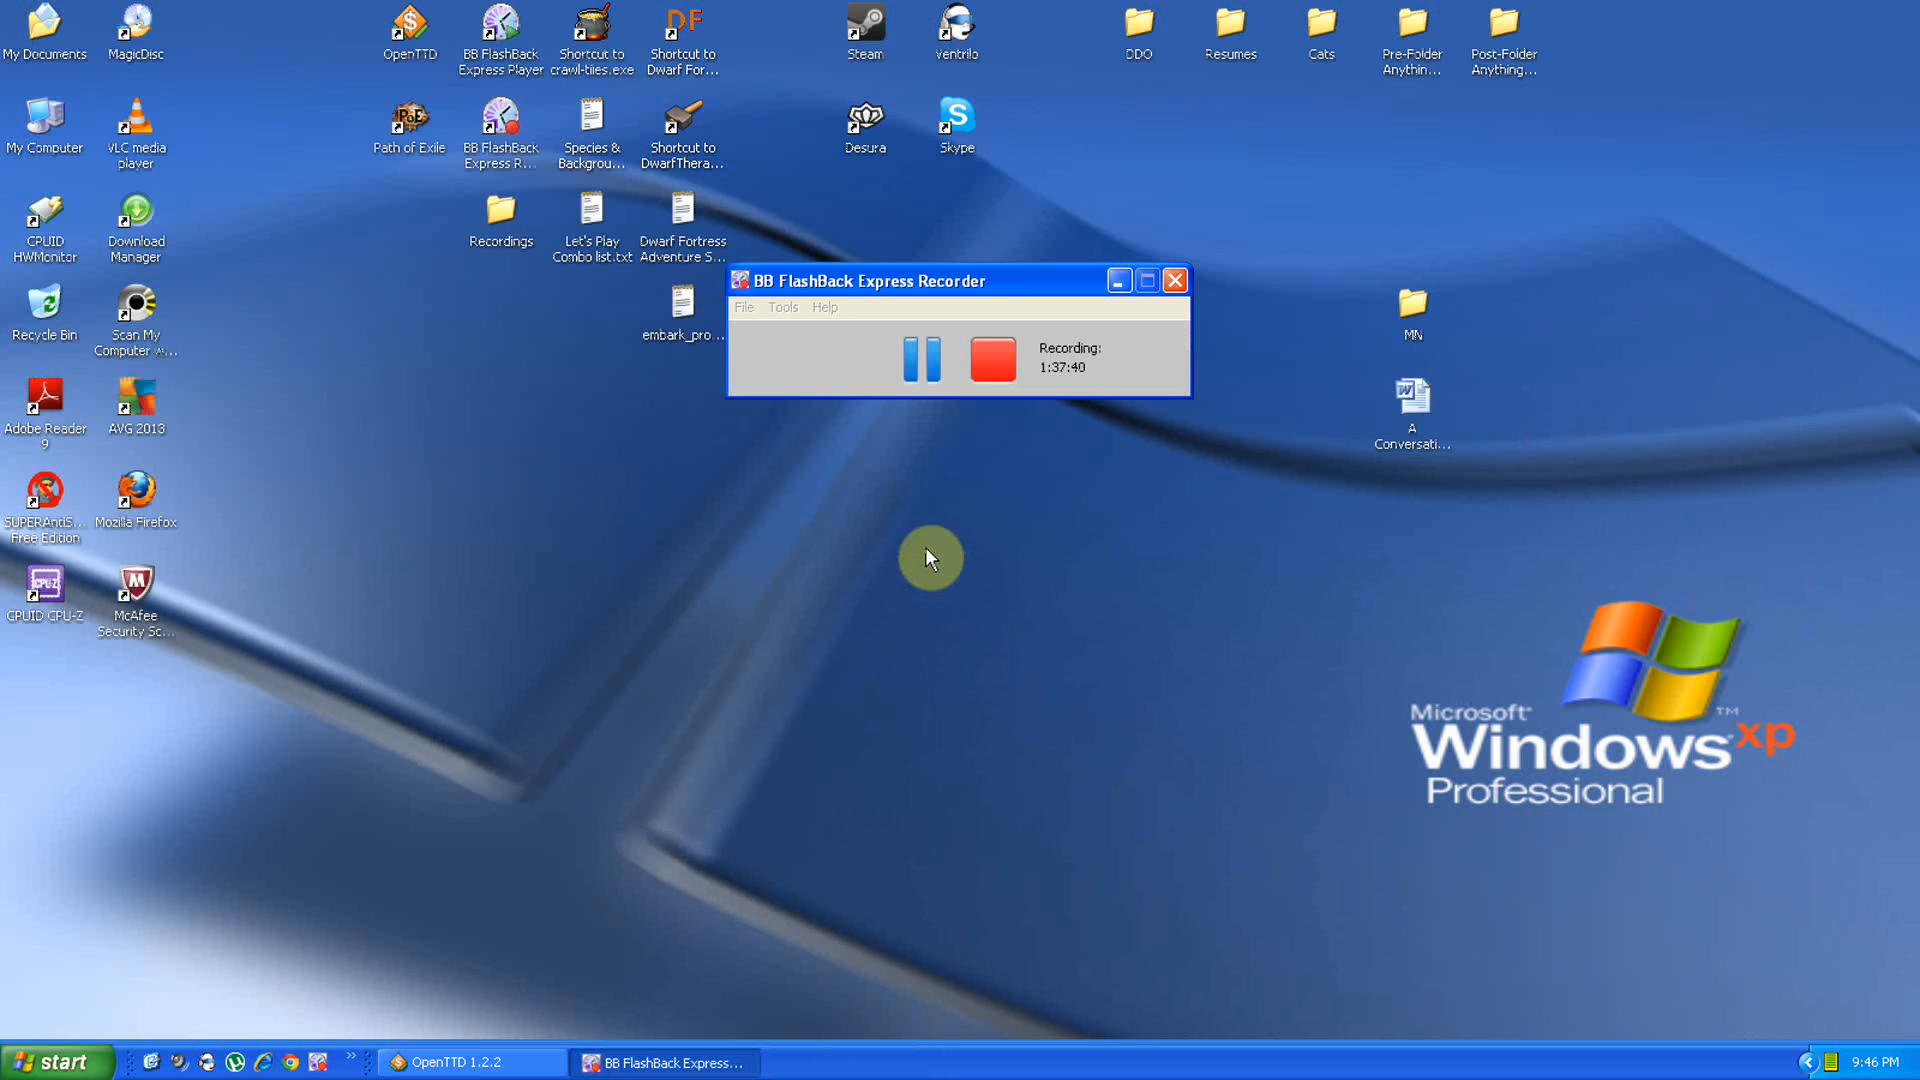 My Documents
MagicDisc
OpenTTD
BB FlashBack
Express Player
Shortcut to
crawl-tiles.exe
DF
Shortcut to
Dwarf For...
Steam
Ventrilo
DDO
Resumes
Cats
Pre-Folder
Anythin...
Post-Folder
Anything...
My Computer
VLC media
player
PoE
Path of Exile
BB FlashBack
Express R...
Species &
Backgrou...
Shortcut to
DwarfThera...
Desura
S
Skype
CPUID
HWMonitor
Download
Manager
Recordings
Let's Play
Combo list.txt
Dwarf Fortress
Adventure S...
BB FlashBack Express Recorder
File Tools Help
Recording:
1:37:40
Recycle Bin
Scan My
Computer w...
embark_pro...
MN
Adobe Reader
9
AVG 2013
W
A
Conversati...
SUPERAntiS...
Free Edition
Mozilla Firefox
CPU-Z
CPUID CPU-Z
M
McAfee
Security Sc...
Microsoft®
Windows xp
TM
Professional
start
OpenTTD 1.2.2
BB FlashBack Express...
9:46 PM